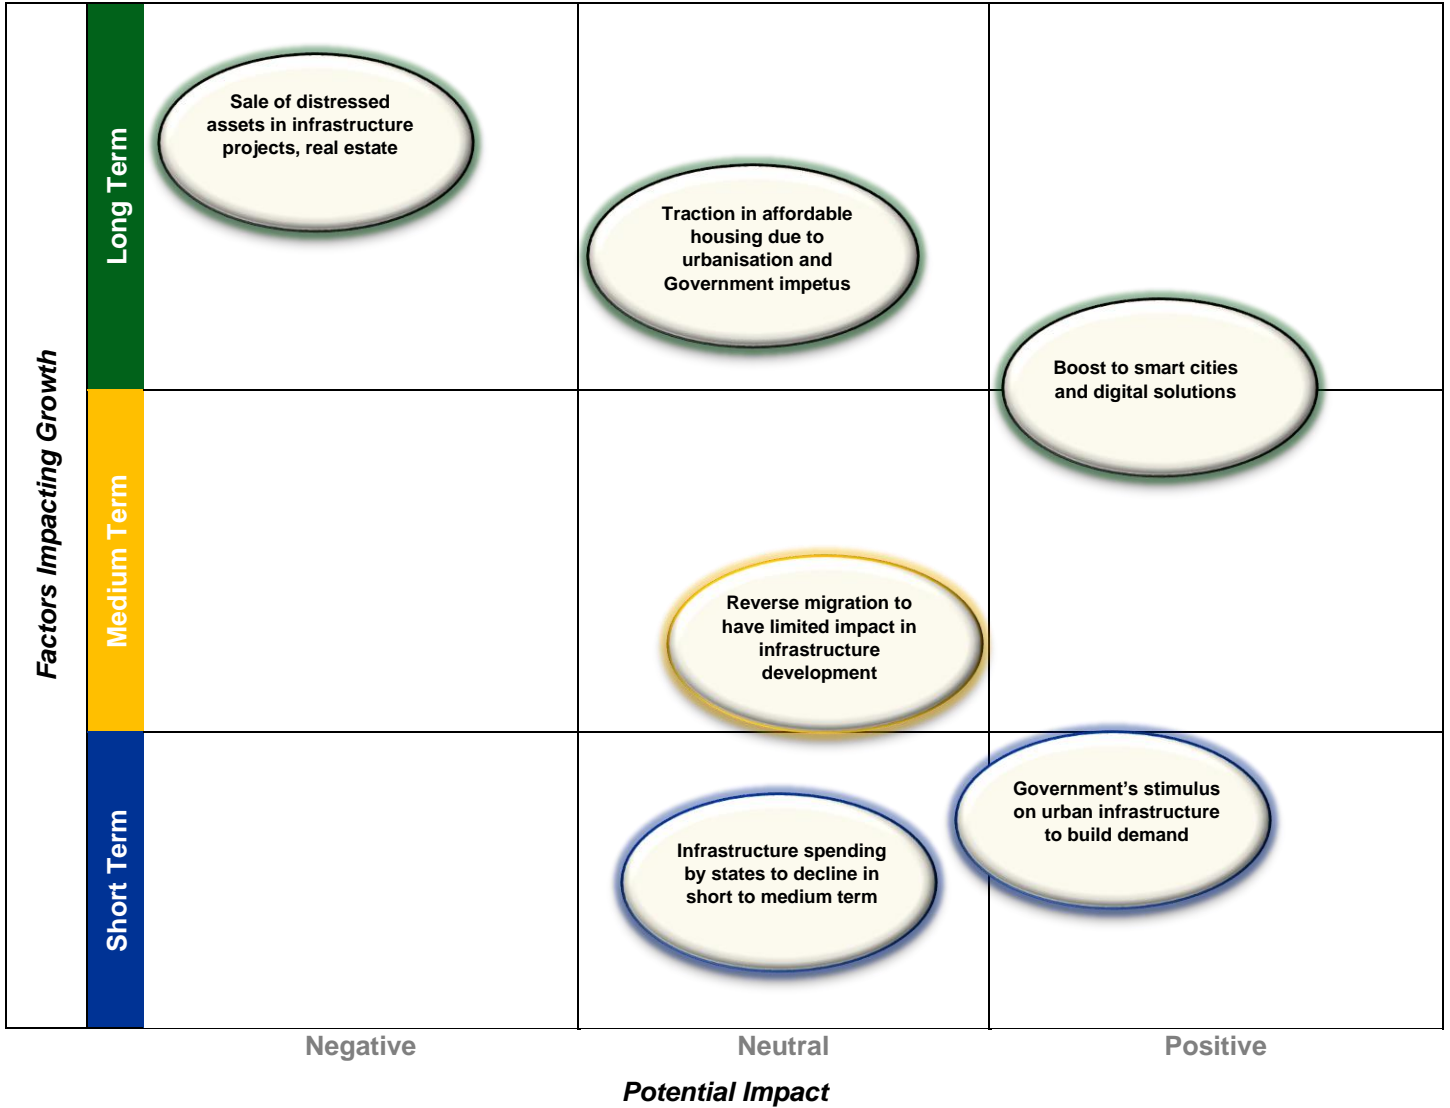 Factors Impacting Growth
Long Term
Medium Term
Short Term
Sale of distressed
assets in infrastructure
projects, real estate
Traction in affordable
housing due to
urbanisation and
Government impetus
Boost to smart cities
and digital solutions
Reverse migration to
have limited impact in
infrastructure
development
Government’s stimulus
on urban infrastructure
to build demand
Infrastructure spending
by states to decline in
short to medium term
Negative
Neutral
Positive
Potential Impact